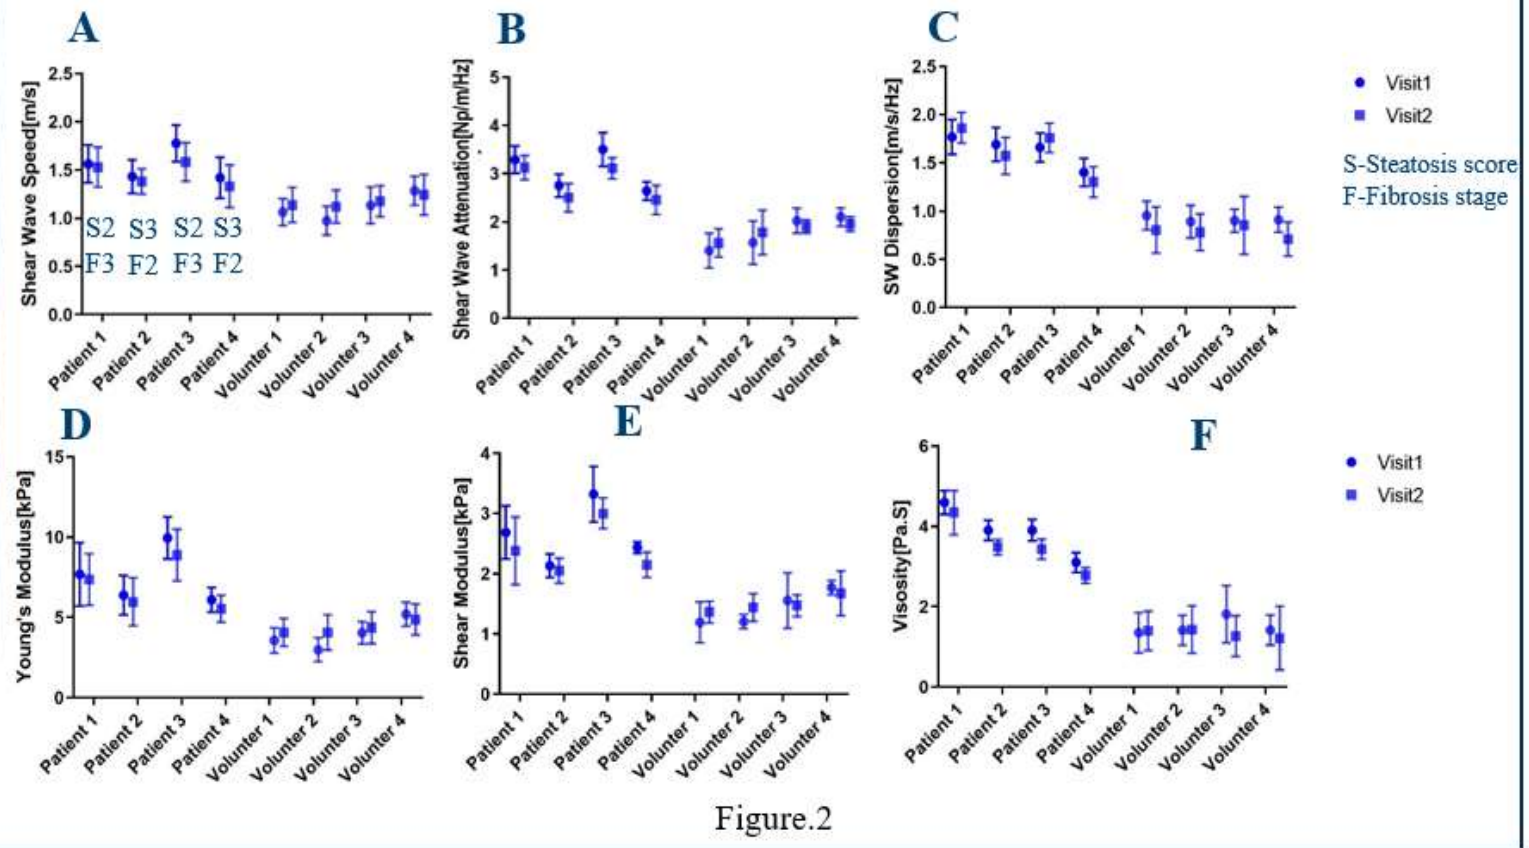 A
B
C
Shear Wave Speed[m/s]
2.5
2.0
1.5
1.0
0.5
0.0
S2 S3 S2 S3
F3 F2 F3 F2
Patient 1
Patient 2
Patient 3
Patient 4
Volunter 1
Volunter 2
Volunter 3
Volunter 4
Shear Wave Attenuation[Np/m/Hz]
5
4
3
2
1
0
Patient 1
Patient 2
Patient 3
Patient 4
Volunter 1
Volunter 2
Volunter 3
Volunter 4
SW Dispersion[m/s/Hz]
2.5
2.0
1.5
1.0
0.5
0.0
Patient 1
Patient 2
Patient 3
Patient 4
Volunter 1
Volunter 2
Volunter 3
Volunter 4
Visit1
Visit2
S-Steatosis score
F-Fibrosis stage
D
E
F
Young's Modulus[kPa]
15
10
5
0
Patient 1
Patient 2
Patient 3
Patient 4
Volunter 1
Volunter 2
Volunter 3
Volunter 4
Shear Modulus[kPa]
4
3
2
1
0
Patient 1
Patient 2
Patient 3
Patient 4
Volunter 1
Volunter 2
Volunter 3
Volunter 4
Visosity[Pa.S]
6
4
2
0
Patient 1
Patient 2
Patient 3
Patient 4
Volunter 1
Volunter 2
Volunter 3
Volunter 4
Visit1
Visit2
Figure.2